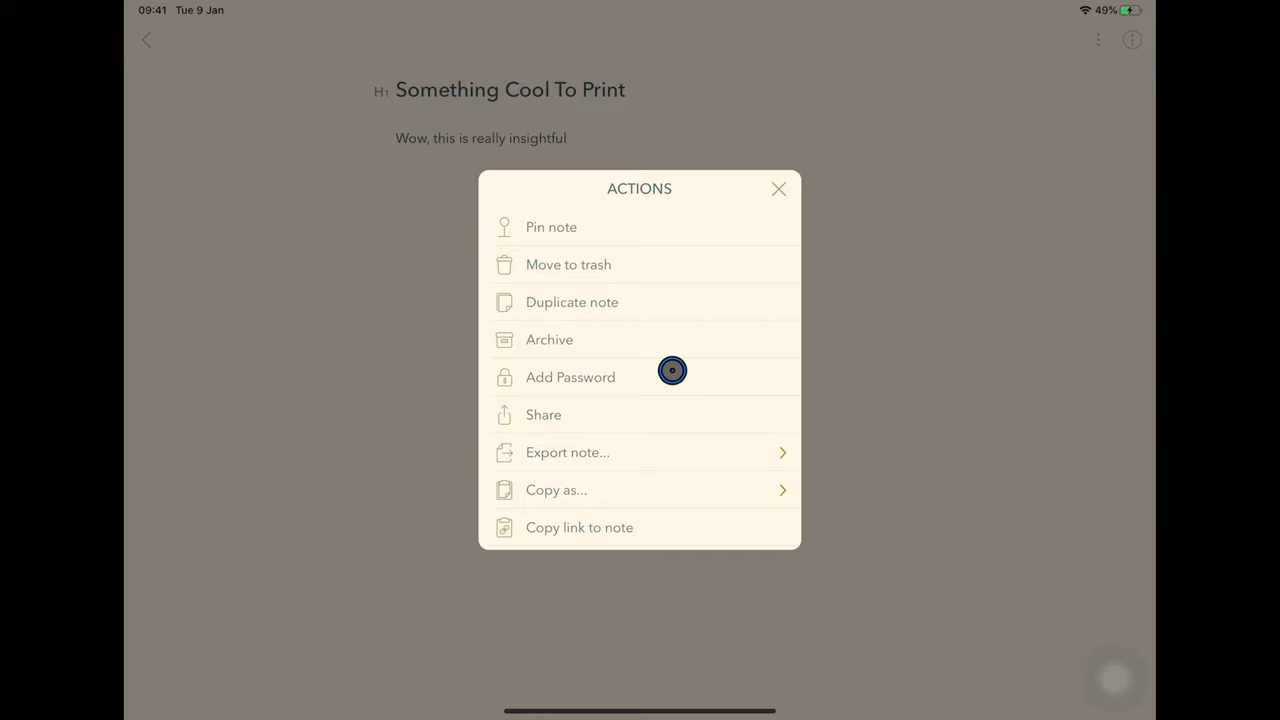 09:41 Tue 9 Jan
49%
H1 Something Cool To Print
Wow, this is really insightful
ACTIONS
Pin note
Move to trash
Duplicate note
Archive
Add Password
Share
Export note...
Copy as...
Copy link to note